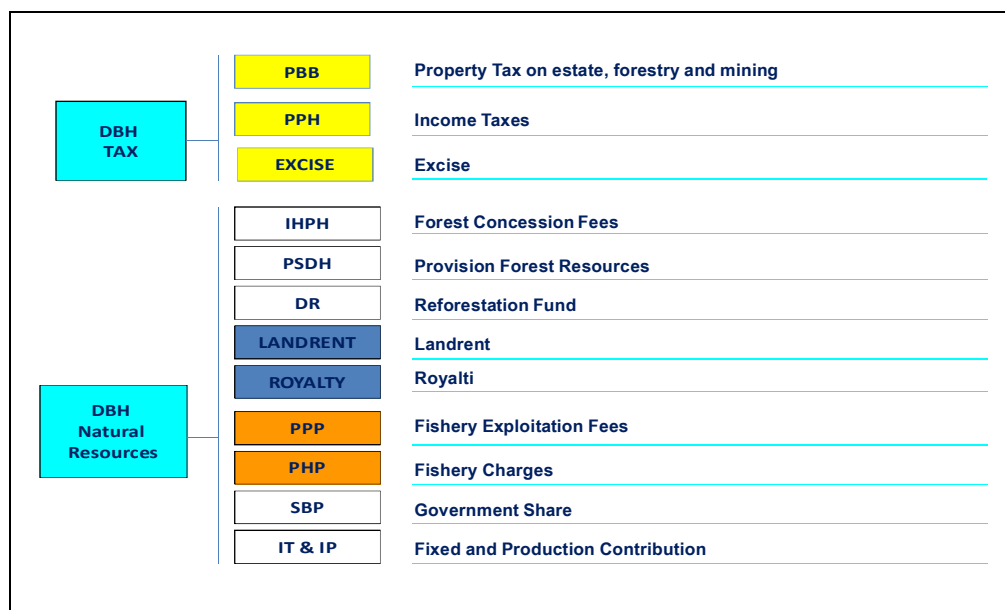 PBB Property Tax on estate, forestry and mining
DBH
TAX
PPH Income Taxes
EXCISE Excise
IHPH Forest Concession Fees
PSDH Provision Forest Resources
DR Reforestation Fund
LANDRENT Landrent
ROYALTY Royalti
DBH
Natural
Resources
PPP Fishery Exploitation Fees
PHP Fishery Charges
SBP Government Share
IT & IP Fixed and Production Contribution